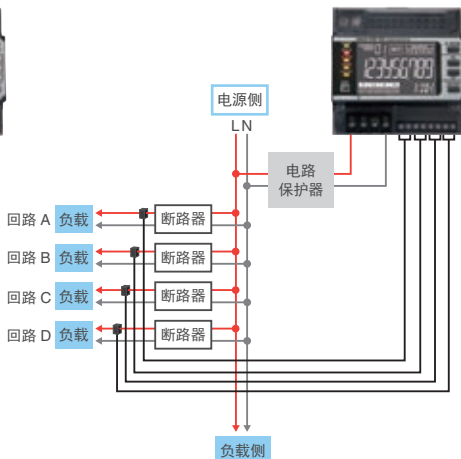 电源侧
LN
电路
保护器
回路 A 负载 断路器
回路 B 负载 断路器
回路 C 负载 断路器
回路 D 负载 断路器
负载侧